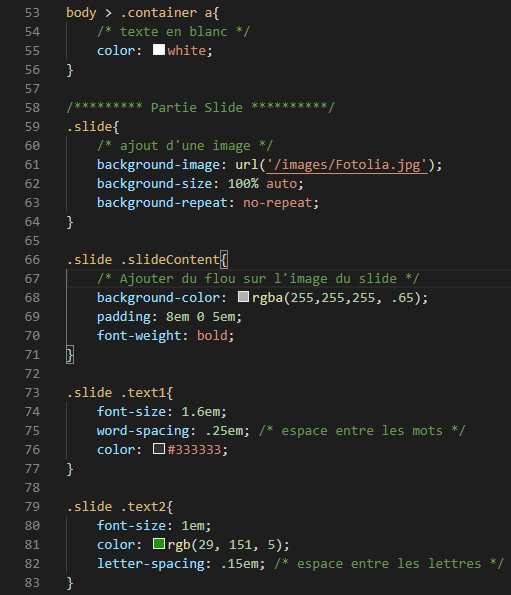 53 body > .container a{
54     /* texte en blanc */
55     color: white;
56 }
57
58 /********* Partie Slide **********/
59 .slide{
60     /* ajout d'une image */
61     background-image: url('/images/Fotolia.jpg');
62     background-size: 100% auto;
63     background-repeat: no-repeat;
64 }
65
66 .slide .slideContent{
67     /* Ajouter du flou sur l'image du slide */
68     background-color: rgba(255,255,255, .65);
69     padding: 8em 0 5em;
70     font-weight: bold;
71 }
72
73 .slide .text1{
74     font-size: 1.6em;
75     word-spacing: .25em; /* espace entre les mots */
76     color: #333333;
77 }
78
79 .slide .text2{
80     font-size: 1em;
81     color: rgb(29, 151, 5);
82     letter-spacing: .15em; /* espace entre les lettres */
83 }